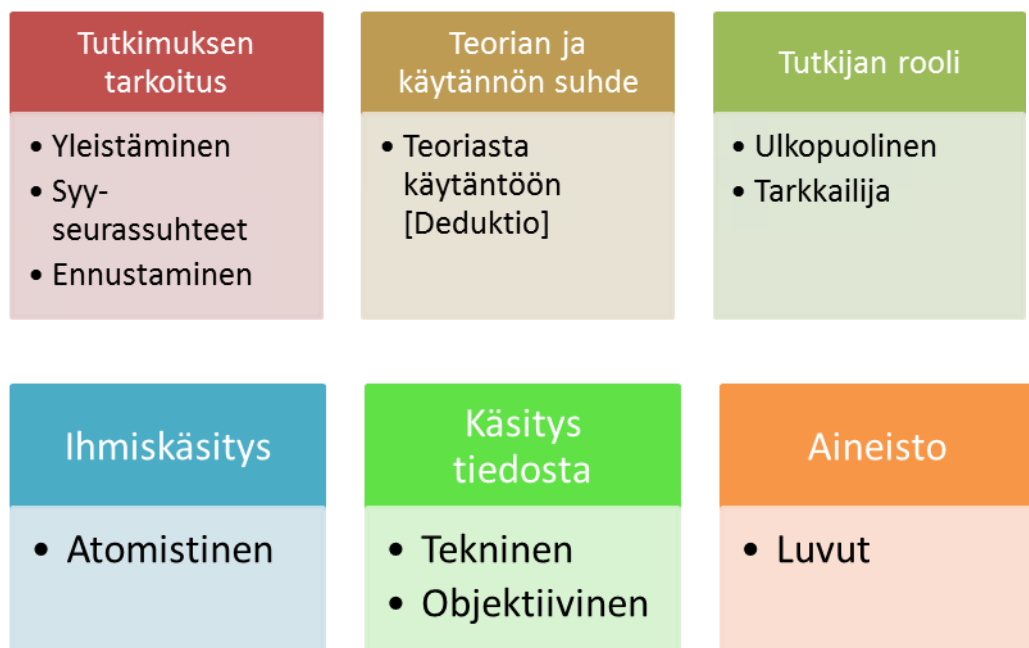 Tutkimuksen
tarkoitus
• Yleistäminen
• Syy-
seurassuhteet
• Ennustaminen
Teorian ja
käytännön suhde
• Teoriasta
käytäntöön
[Deduktio]
Tutkijan rooli
• Ulkopuolinen
• Tarkkailija
Ihmiskäsitys
• Atomistinen
Käsitys
tiedosta
• Tekninen
• Objektiivinen
Aineisto
• Luvut